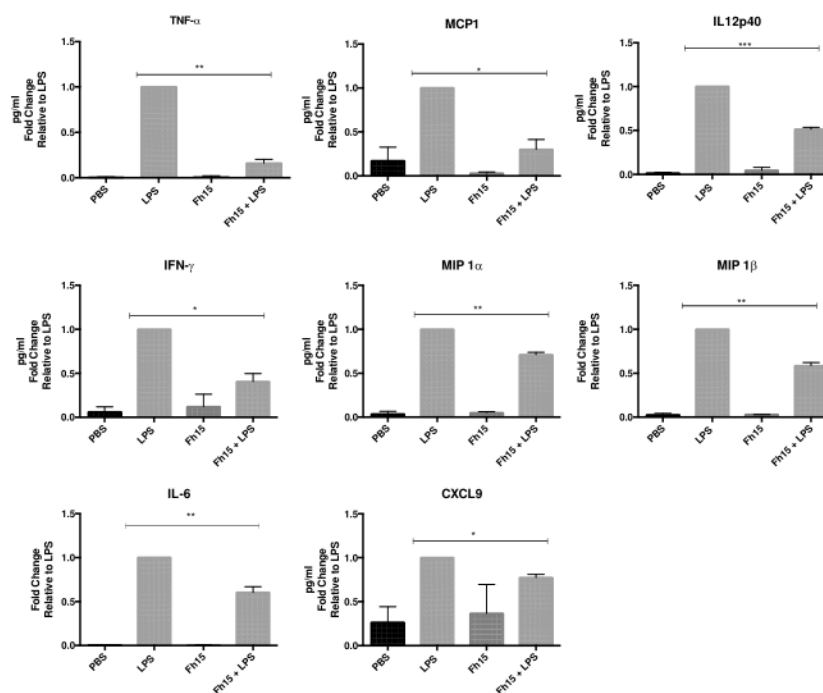 TNF-α
**
pg/ml
Fold Change
Relative to LPS
1.5
1.0
0.5
0.0
PBS
LPS
Fh15
Fh15 + LPS
MCP1
*
pg/ml
Fold Change
Relative to LPS
1.5
1.0
0.5
0.0
PBS
LPS
Fh15
Fh15 + LPS
IL12p40
***
pg/ml
Fold Change
Relative to LPS
1.5
1.0
0.5
0.0
PBS
LPS
Fh15
Fh15 + LPS
IFN-γ
*
pg/ml
Fold Change
Relative to LPS
1.5
1.0
0.5
0.0
PBS
LPS
Fh15
Fh15 + LPS
MIP 1α
**
pg/ml
Fold Change
Relative to LPS
1.5
1.0
0.5
0.0
PBS
LPS
Fh15
Fh15 + LPS
MIP 1β
**
pg/ml
Fold Change
Relative to LPS
1.5
1.0
0.5
0.0
PBS
LPS
Fh15
Fh15 + LPS
IL-6
**
pg/ml
Fold Change
Relative to LPS
1.5
1.0
0.5
0.0
PBS
LPS
Fh15
Fh15 + LPS
CXCL9
*
pg/ml
Fold Change
Relative to LPS
1.5
1.0
0.5
0.0
PBS
LPS
Fh15
Fh15 + LPS